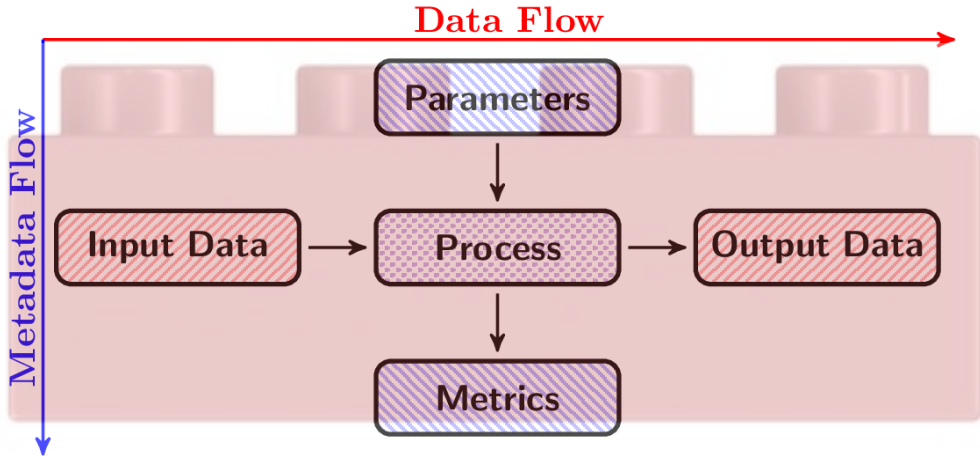 Data Flow
Metadata Flow
Parameters
Input Data
Process
Output Data
Metrics